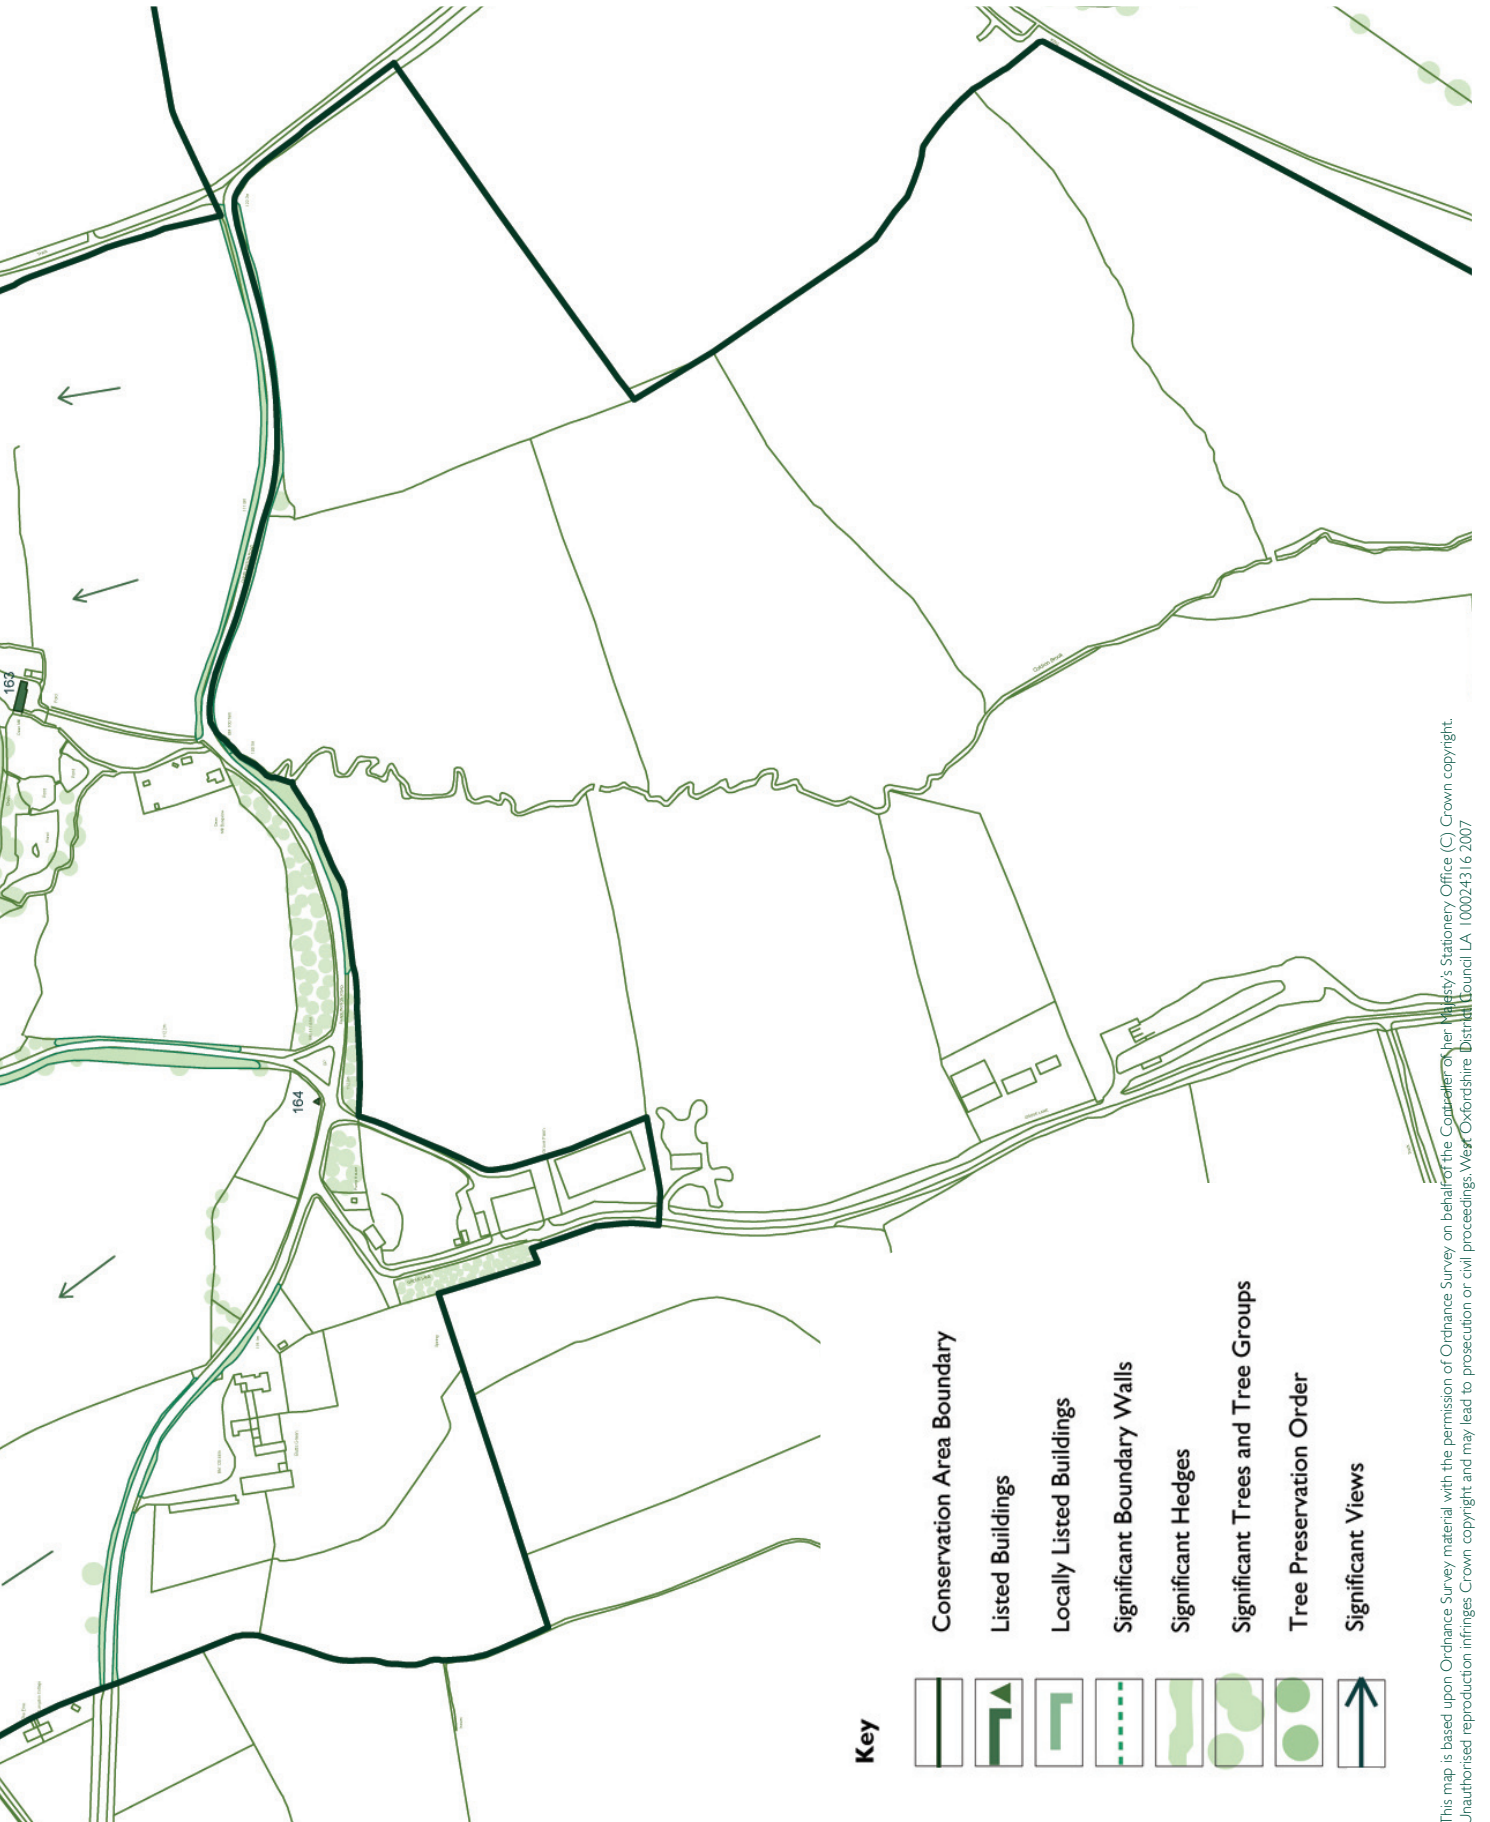 163
164
Key
Conservation Area Boundary
Listed Buildings
Locally Listed Buildings
Significant Boundary Walls
Significant Hedges
Significant Trees and Tree Groups
Tree Preservation Order
Significant Views
This map is based upon Ordnance Survey material with the permission of Ordnance Survey on behalf of the Controller of her Majesty's Stationery Office (C) Crown copyright.
Unauthorised reproduction infringes Crown copyright and may lead to prosecution or civil proceedings. West Oxfordshire District Council LA 100024316 2007